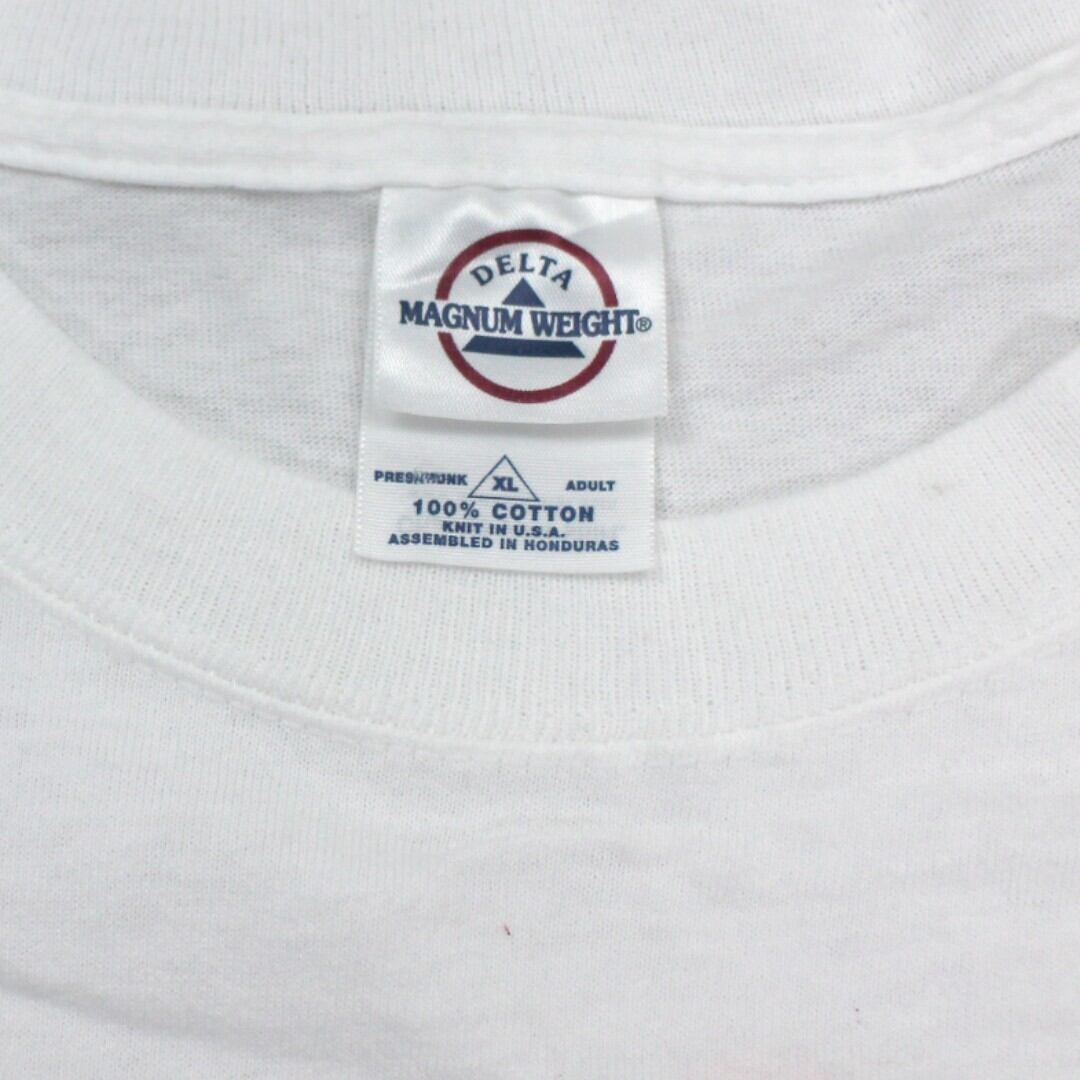 DELTA
MAGNUM WEIGHT®
PRESHRUNK XL ADULT
100% COTTON
KNIT IN U.S.A.
ASSEMBLED IN HONDURAS